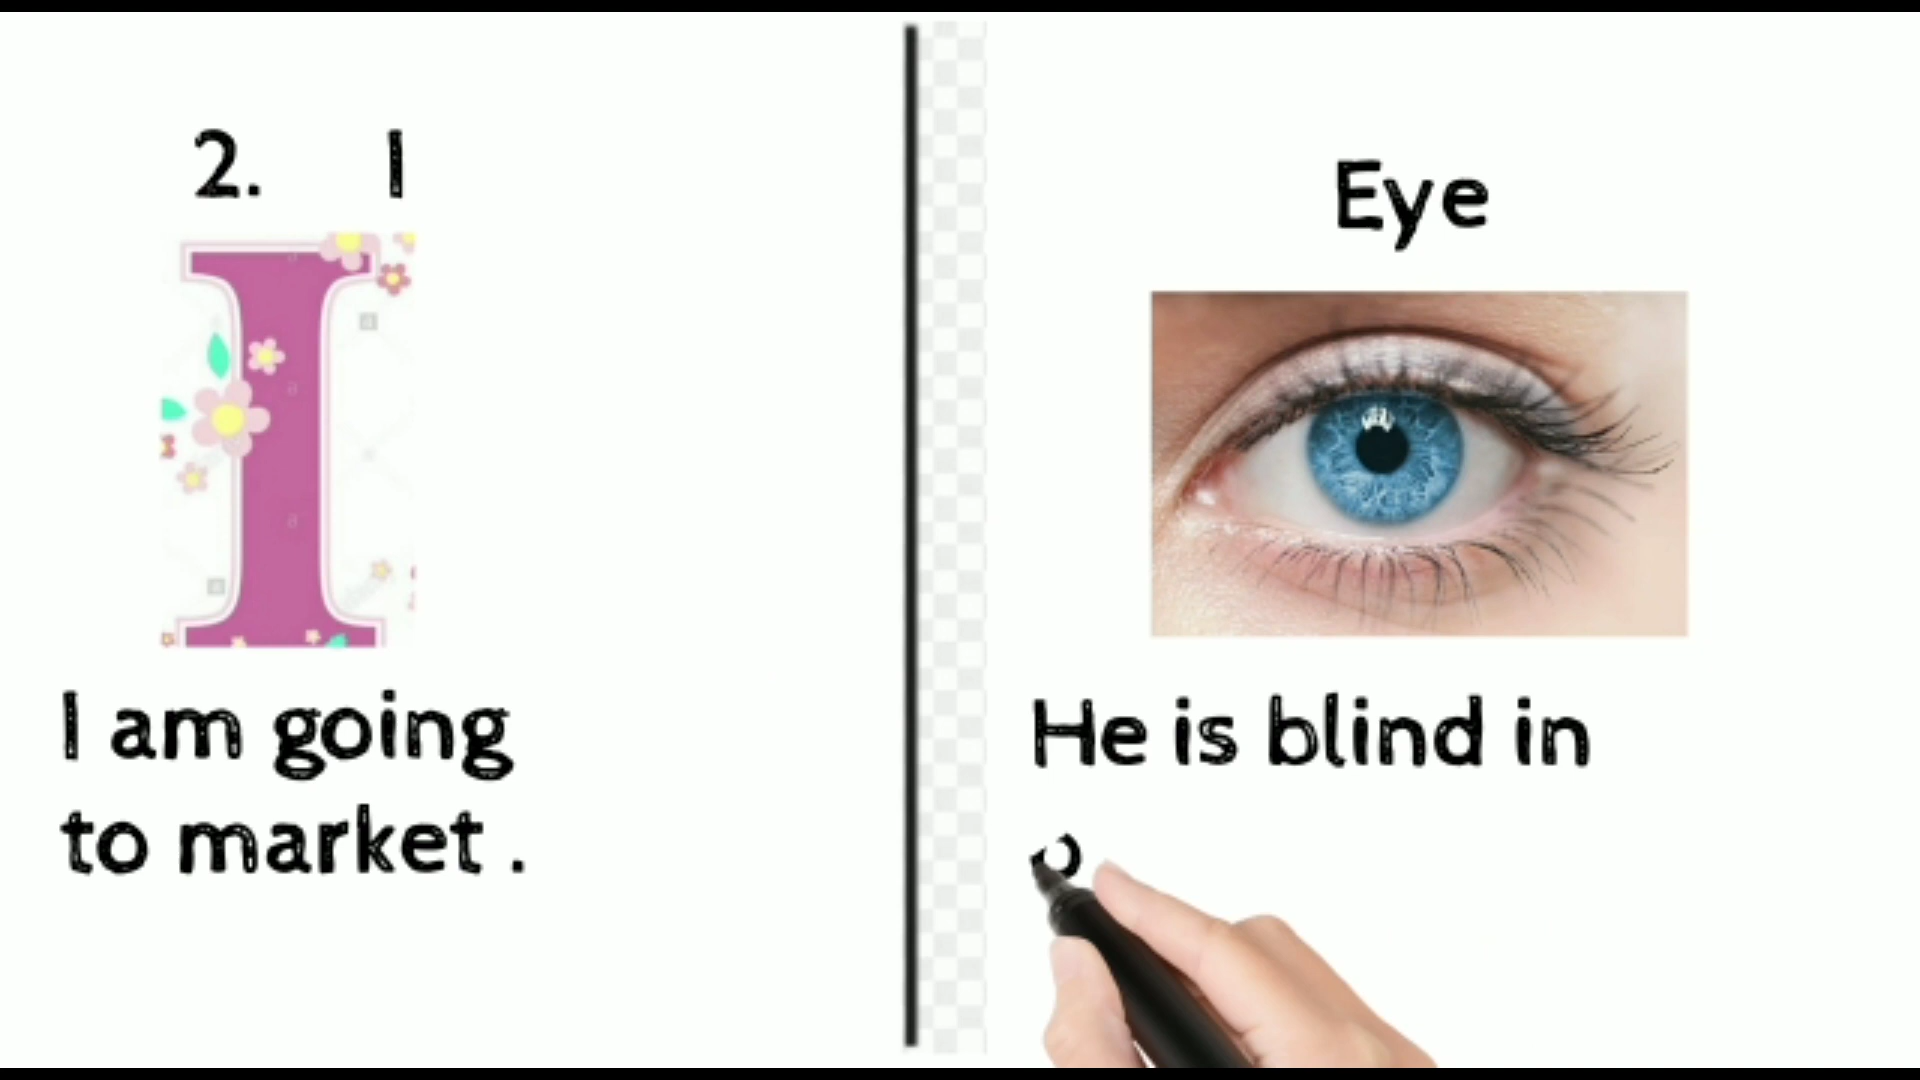 2. I
I
I am going
to market .
Eye
He is blind in
o